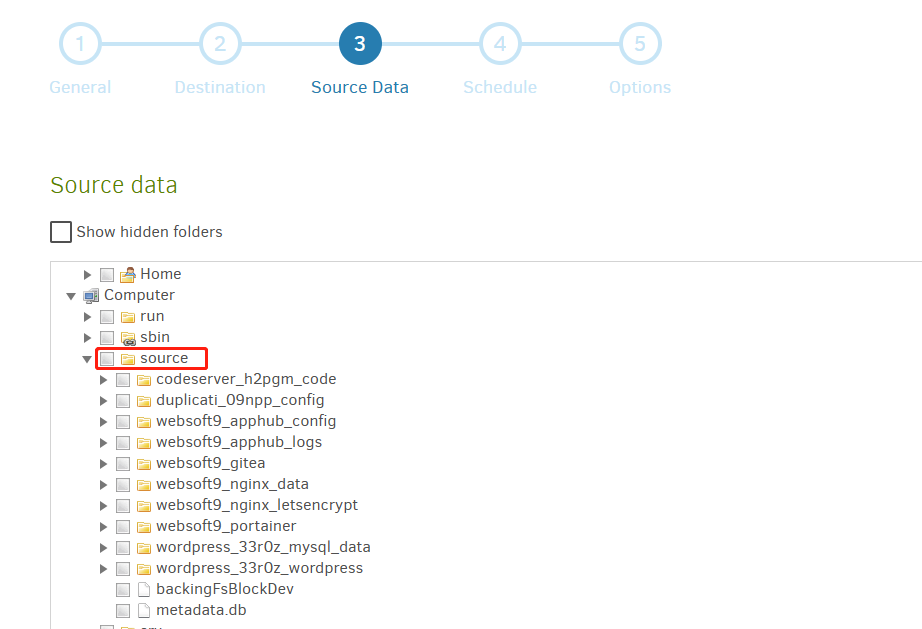 1 2 3 4 5
General Destination Source Data Schedule Options
Source data
Show hidden folders
Home
Computer
run
sbin
source
codeserver_h2pgm_code
duplicati_09npp_config
websoft9_apphub_config
websoft9_apphub_logs
websoft9_gitea
websoft9_nginx_data
websoft9_nginx_letsencrypt
websoft9_portainer
wordpress_33r0z_mysql_data
wordpress_33r0z_wordpress
backingFsBlockDev
metadata.db